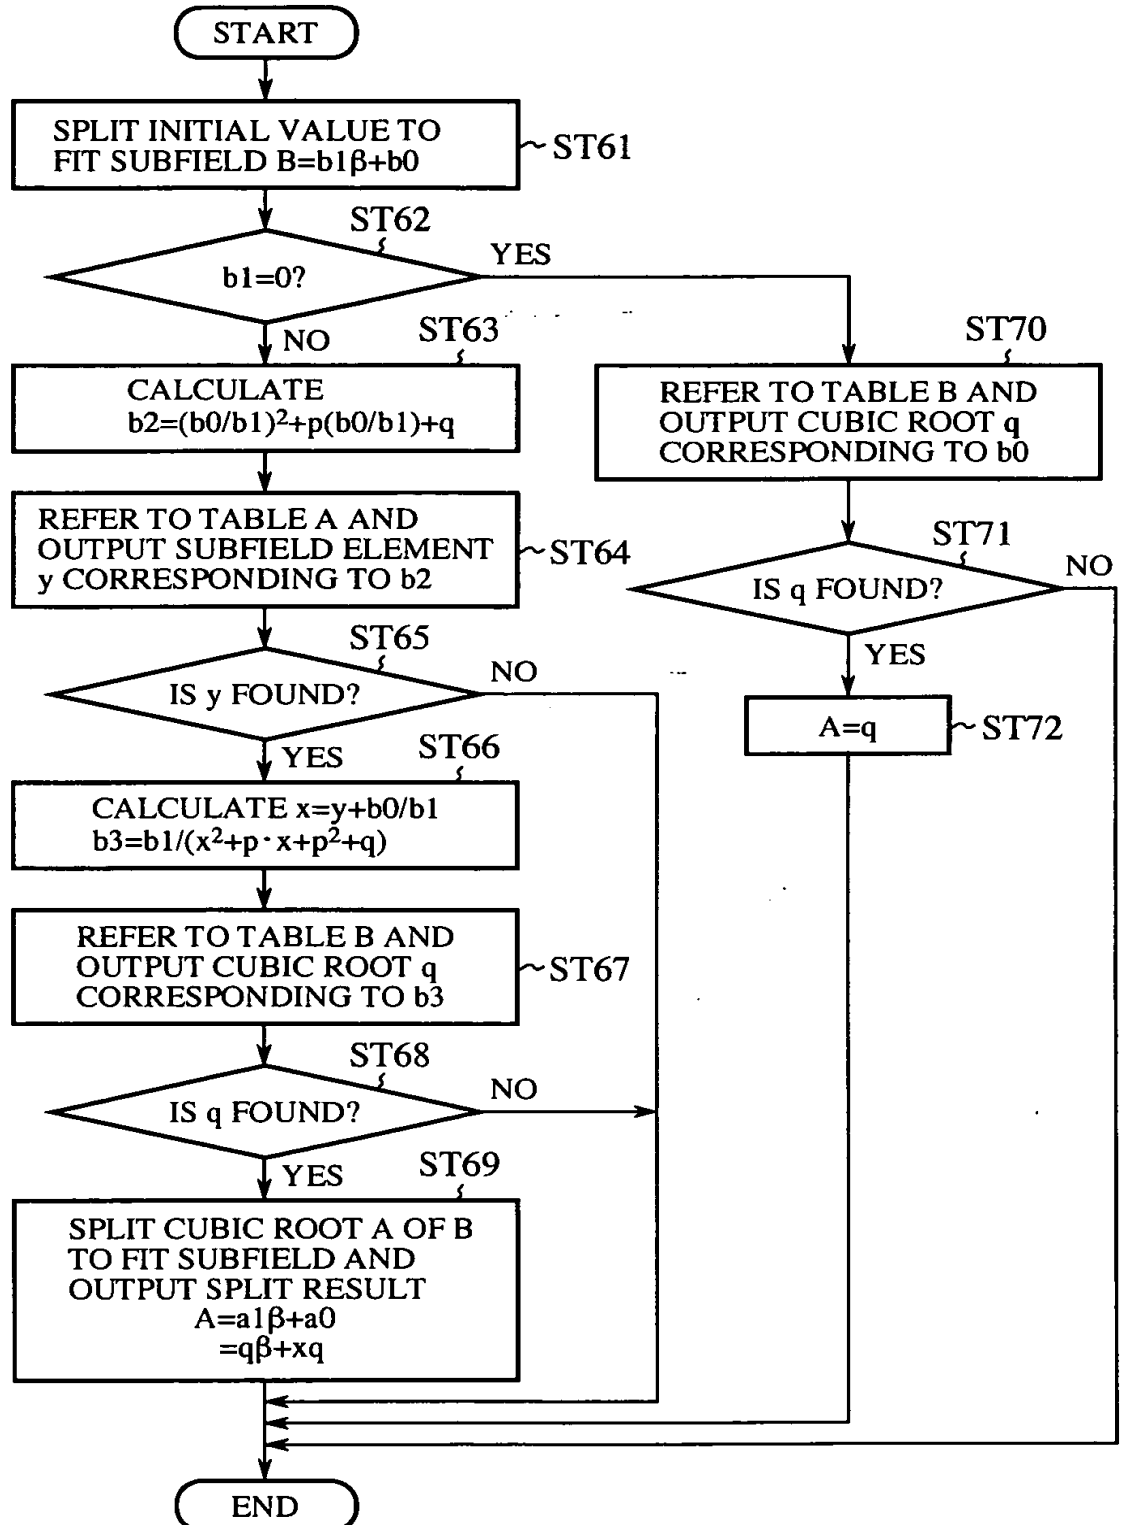 START
SPLIT INITIAL VALUE TO
FIT SUBFIELD B=b1β+b0
ST61
ST62
b1=0?
YES
NO
ST63
CALCULATE
b2=(b0/b1)²+p(b0/b1)+q
REFER TO TABLE A AND
OUTPUT SUBFIELD ELEMENT
y CORRESPONDING TO b2
ST64
ST65
IS y FOUND?
NO
YES
ST66
CALCULATE x=y+b0/b1
b3=b1/(x²+p·x+p²+q)
REFER TO TABLE B AND
OUTPUT CUBIC ROOT q
CORRESPONDING TO b3
ST67
ST68
IS q FOUND?
NO
YES
ST69
SPLIT CUBIC ROOT A OF B
TO FIT SUBFIELD AND
OUTPUT SPLIT RESULT
A=a1β+a0
=qβ+xq
ST70
REFER TO TABLE B AND
OUTPUT CUBIC ROOT q
CORRESPONDING TO b0
ST71
IS q FOUND?
NO
YES
A=q
ST72
END